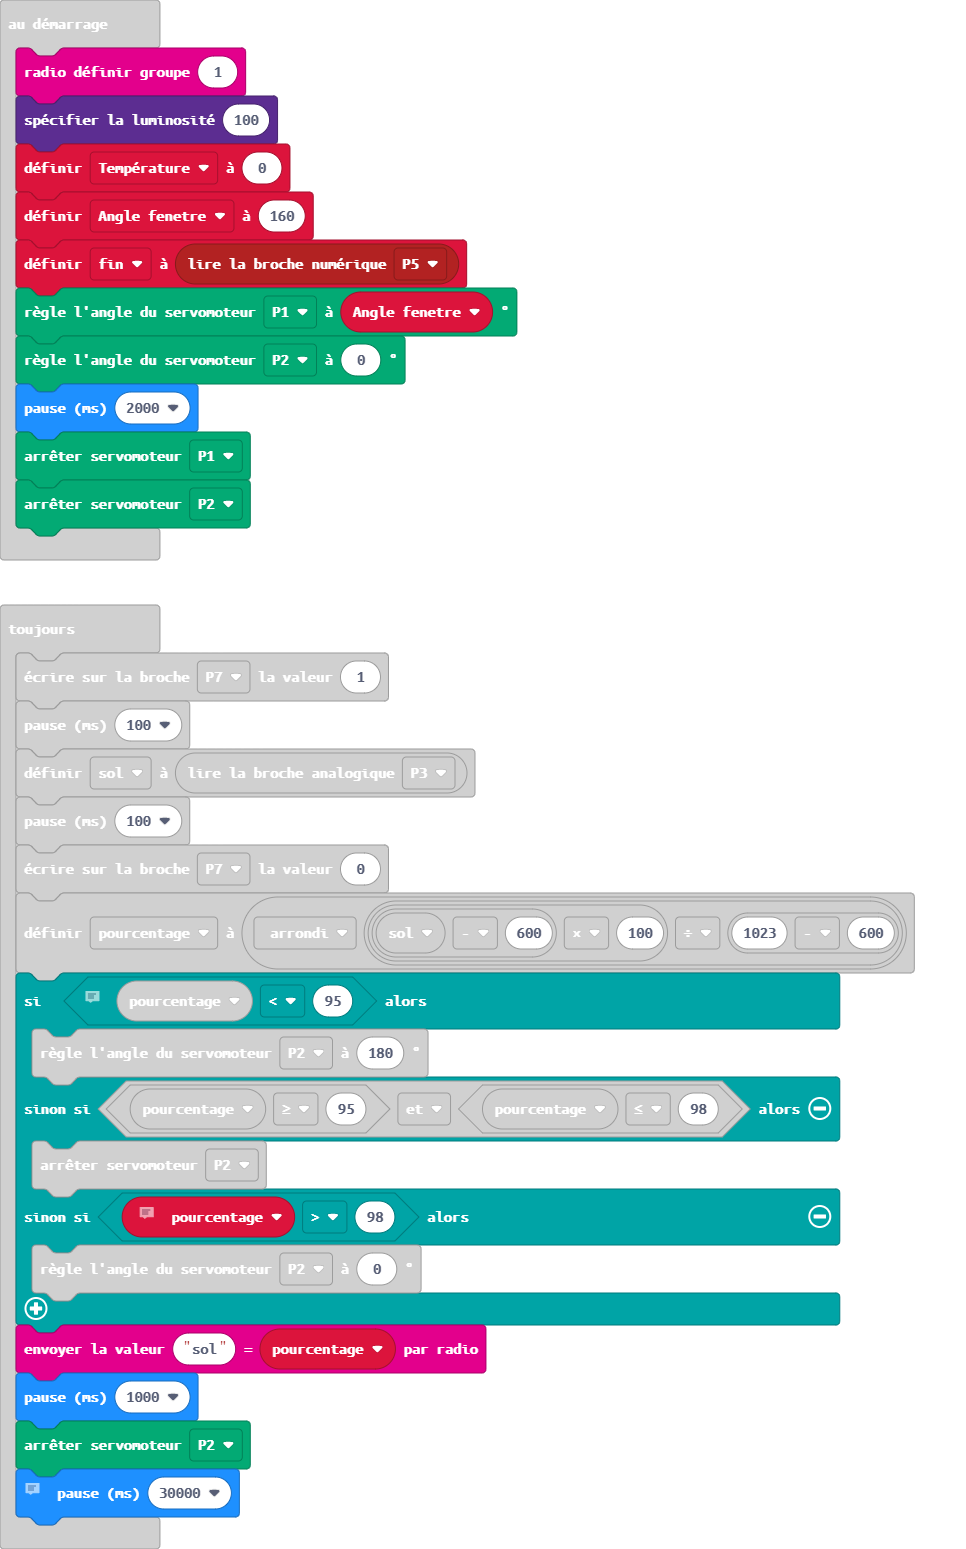 au démarrage
radio définir groupe 1
spécifier la luminosité 100
définir Température à 0
définir Angle fenetre à 160
définir fin à lire la broche numérique P5
règle l'angle du servomoteur P1 à Angle fenetre °
règle l'angle du servomoteur P2 à 0 °
pause (ms) 2000
arrêter servomoteur P1
arrêter servomoteur P2
toujours
écrire sur la broche P7 la valeur 1
pause (ms) 100
définir sol à lire la broche analogique P3
pause (ms) 100
écrire sur la broche P7 la valeur 0
définir pourcentage à arrondi sol - 600 x 100 ÷ 1023 - 600
si pourcentage < 95 alors
règle l'angle du servomoteur P2 à 180 °
sinon si pourcentage ≥ 95 et pourcentage ≤ 98 alors
arrêter servomoteur P2
sinon si pourcentage > 98 alors
règle l'angle du servomoteur P2 à 0 °
envoyer la valeur "sol" = pourcentage par radio
pause (ms) 1000
arrêter servomoteur P2
pause (ms) 30000